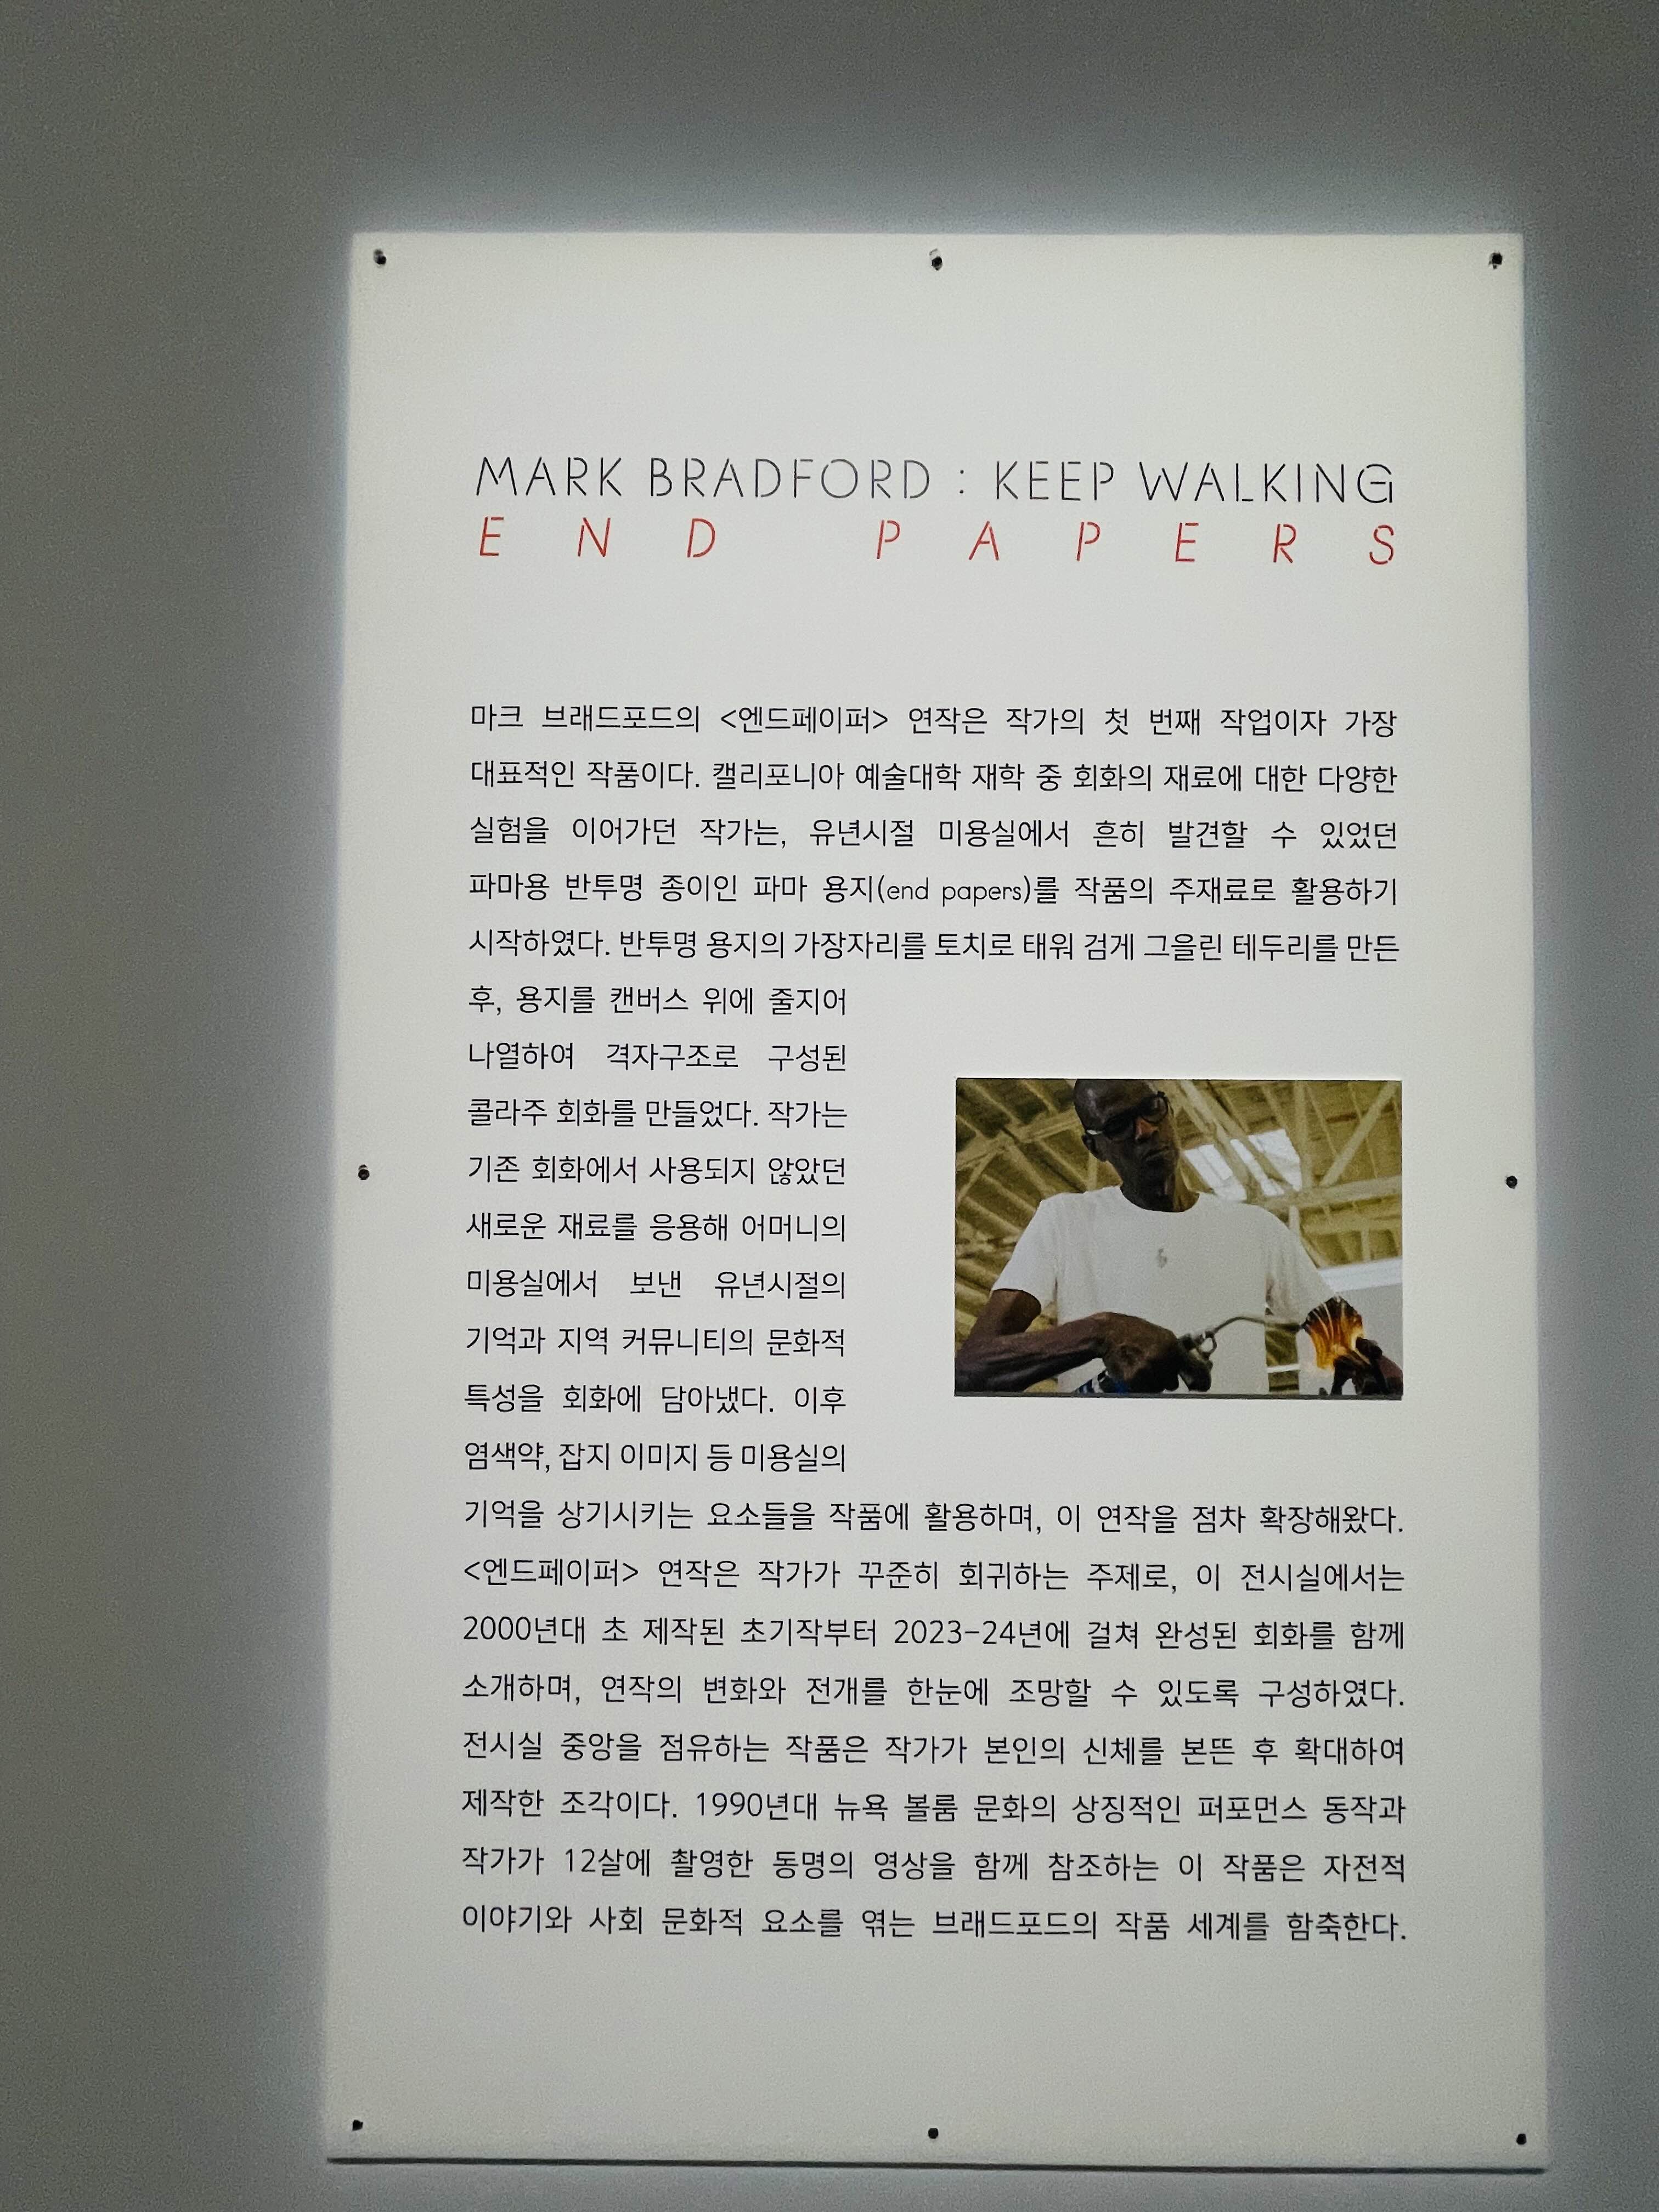 MARK BRADFORD : KEEP WALKING
END PAPERS
마크 브래드포드의 <엔드페이퍼> 연작은 작가의 첫 번째 작업이자 가장
대표적인 작품이다. 캘리포니아 예술대학 재학 중 회화의 재료에 대한 다양한
실험을 이어가던 작가는, 유년시절 미용실에서 흔히 발견할 수 있었던
파마용 반투명 종이인 파마 용지(end papers)를 작품의 주재료로 활용하기
시작하였다. 반투명 용지의 가장자리를 토치로 태워 검게 그을린 테두리를 만든
후, 용지를 캔버스 위에 줄지어
나열하여 격자구조로 구성된
콜라주 회화를 만들었다. 작가는
기존 회화에서 사용되지 않았던
새로운 재료를 응용해 어머니의
미용실에서 보낸 유년시절의
기억과 지역 커뮤니티의 문화적
특성을 회화에 담아냈다. 이후
염색약, 잡지 이미지 등 미용실의
기억을 상기시키는 요소들을 작품에 활용하며, 이 연작을 점차 확장해왔다.
<엔드페이퍼> 연작은 작가가 꾸준히 회귀하는 주제로, 이 전시실에서는
2000년대 초 제작된 초기작부터 2023-24년에 걸쳐 완성된 회화를 함께
소개하며, 연작의 변화와 전개를 한눈에 조망할 수 있도록 구성하였다.
전시실 중앙을 점유하는 작품은 작가가 본인의 신체를 본뜬 후 확대하여
제작한 조각이다. 1990년대 뉴욕 볼룸 문화의 상징적인 퍼포먼스 동작과
작가가 12살에 촬영한 동명의 영상을 함께 참조하는 이 작품은 자전적
이야기와 사회 문화적 요소를 엮는 브래드포드의 작품 세계를 함축한다.